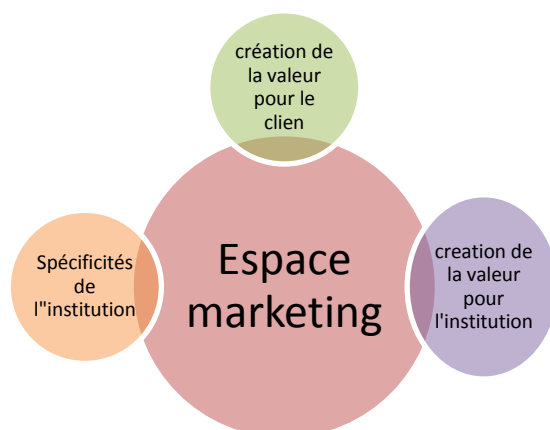 création de
la valeur
pour le
clien
Spécificités
de
l''institution
Espace
marketing
creation de
la valeur
pour
l'institution